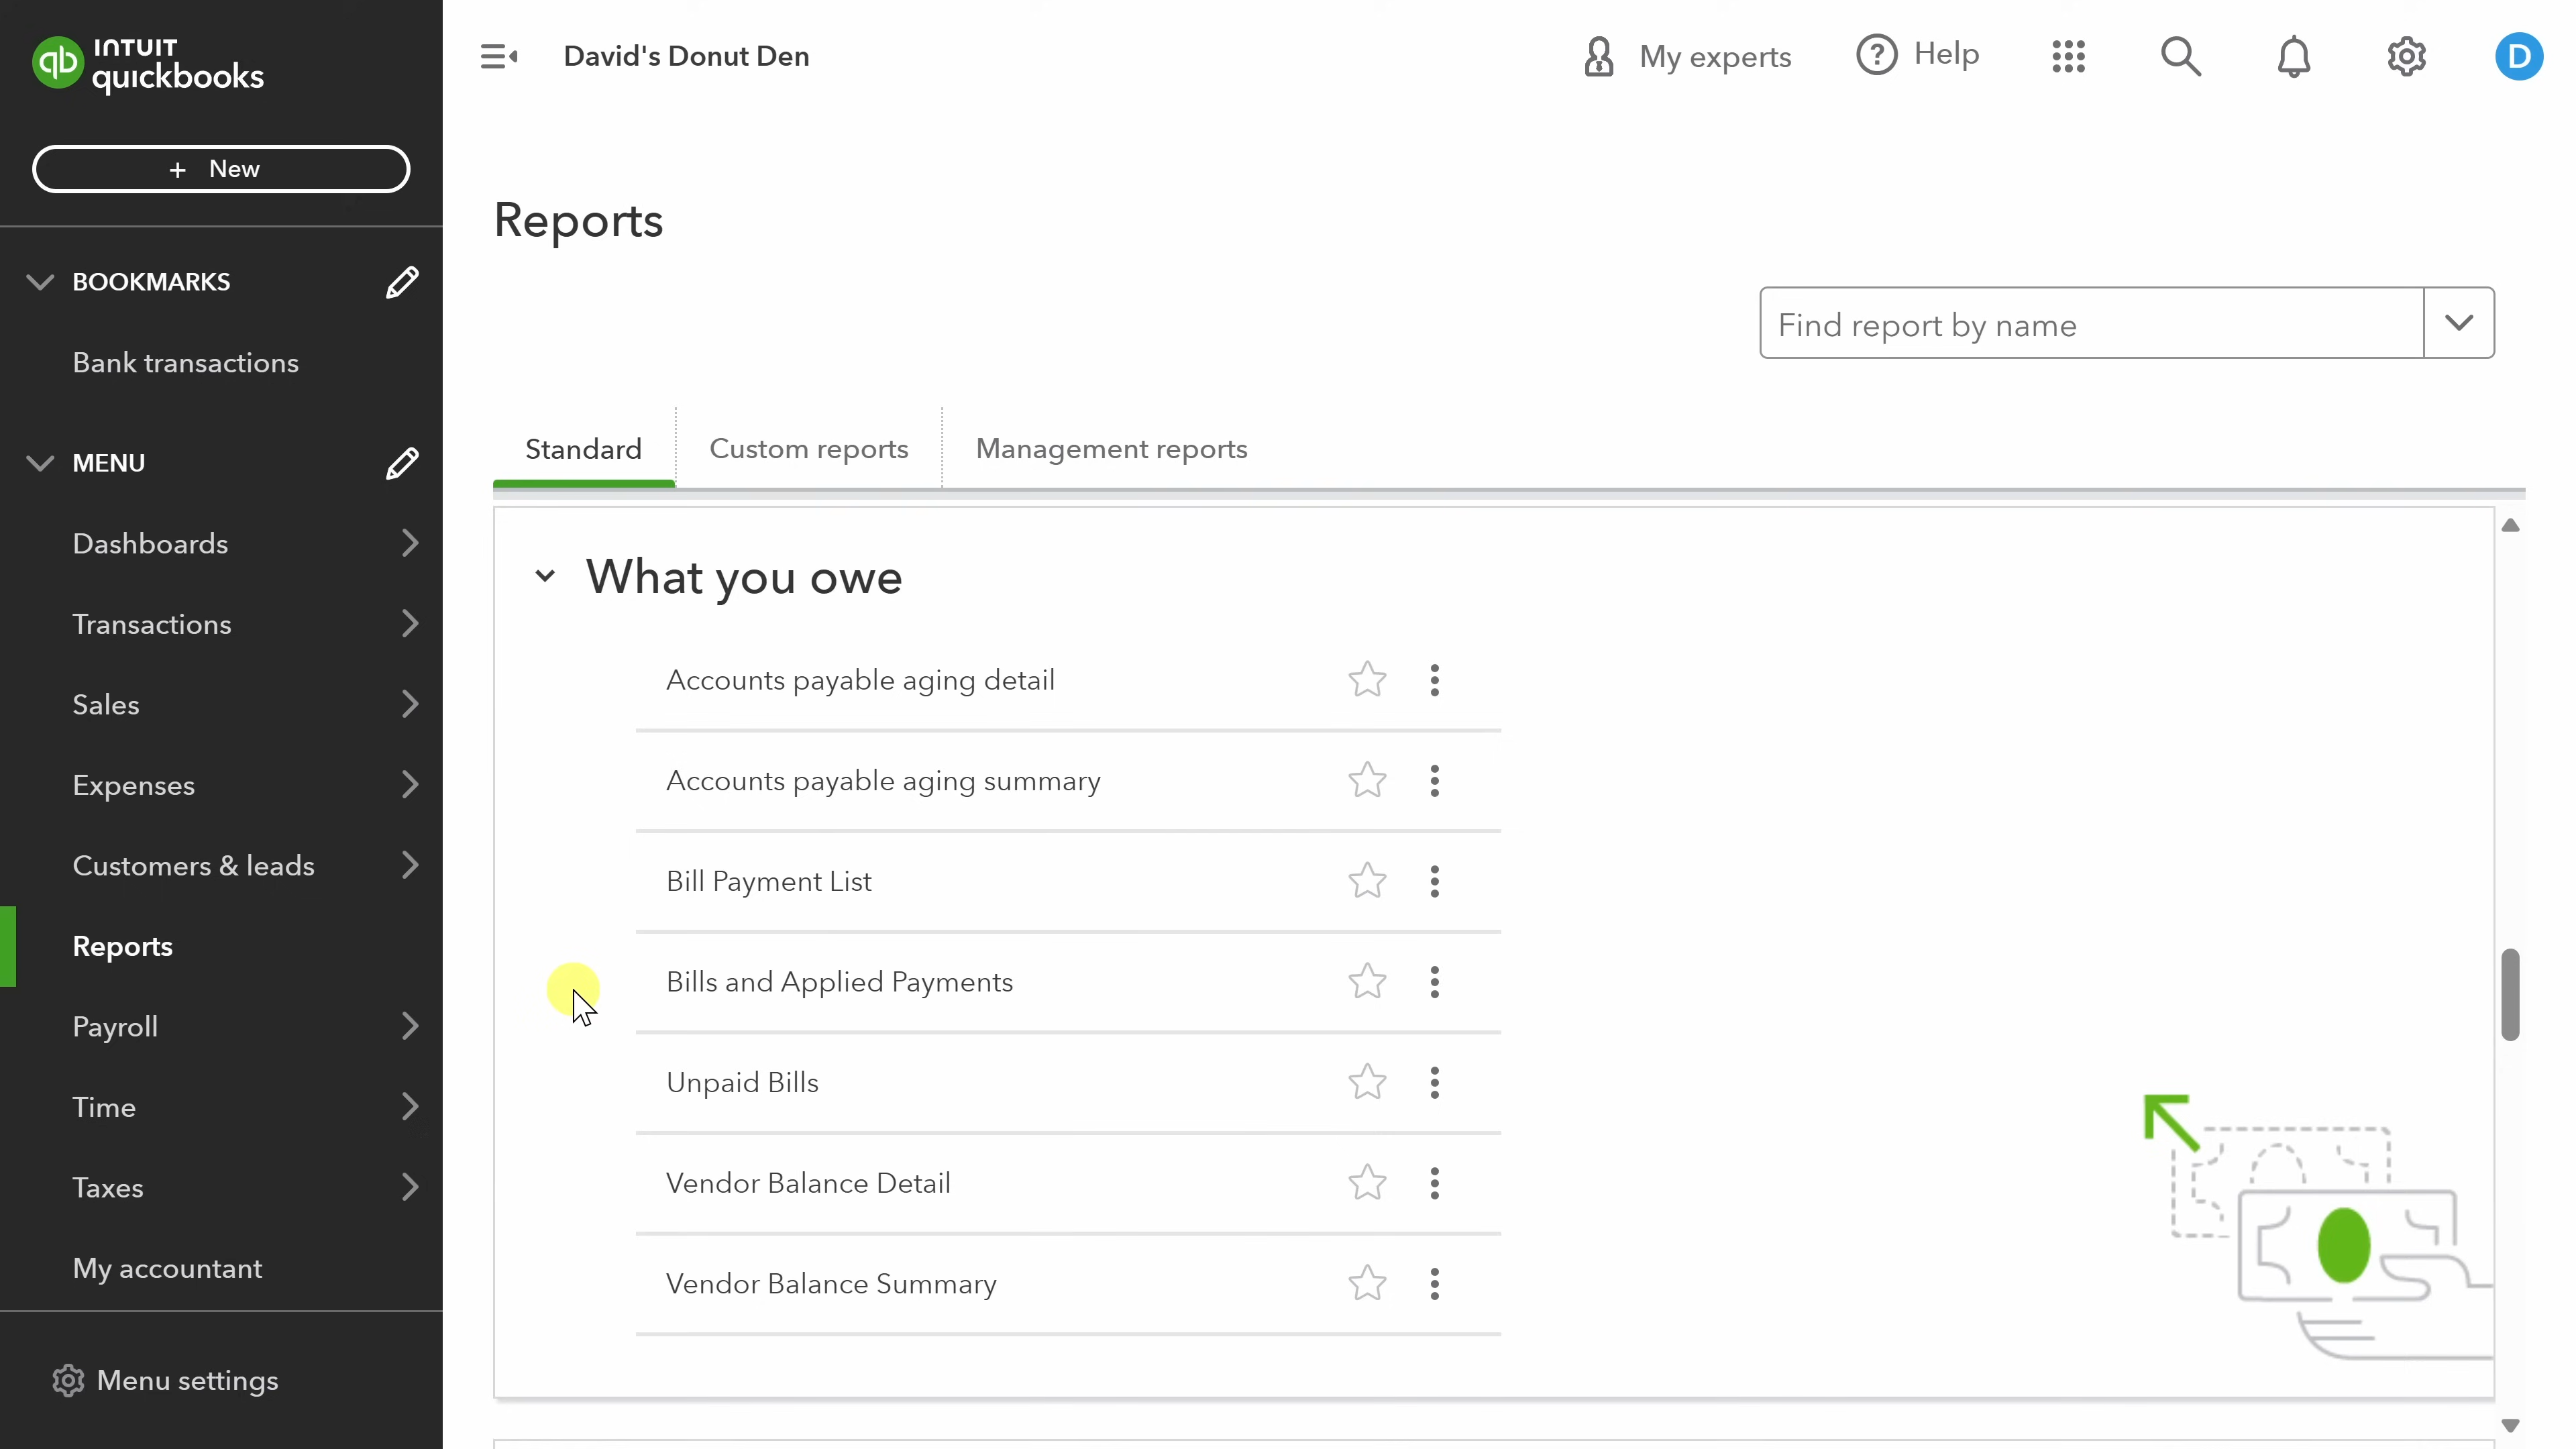 INTUIT
quickbooks
+ New
BOOKMARKS
Bank transactions
MENU
Dashboards
Transactions
Sales
Expenses
Customers & leads
Reports
Payroll
Time
Taxes
My accountant
Menu settings
David's Donut Den
My experts
Help
D
Reports
Find report by name
Standard
Custom reports
Management reports
What you owe
Accounts payable aging detail
Accounts payable aging summary
Bill Payment List
Bills and Applied Payments
Unpaid Bills
Vendor Balance Detail
Vendor Balance Summary